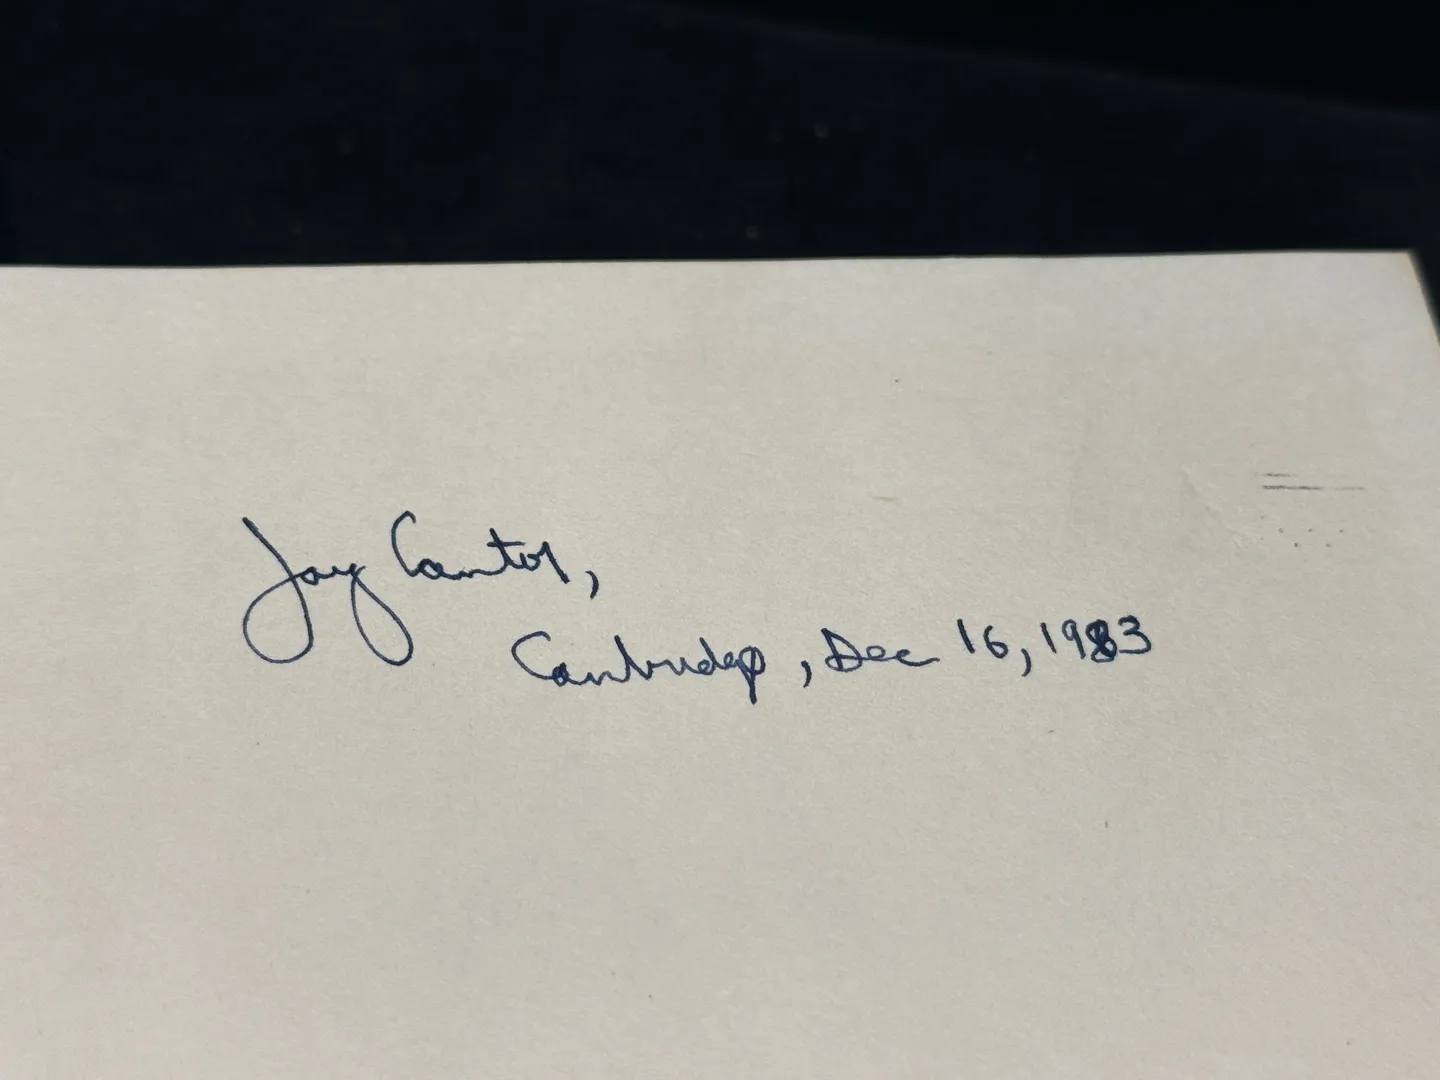 Jay Cantor,
Cambridge, Dec 16, 1983